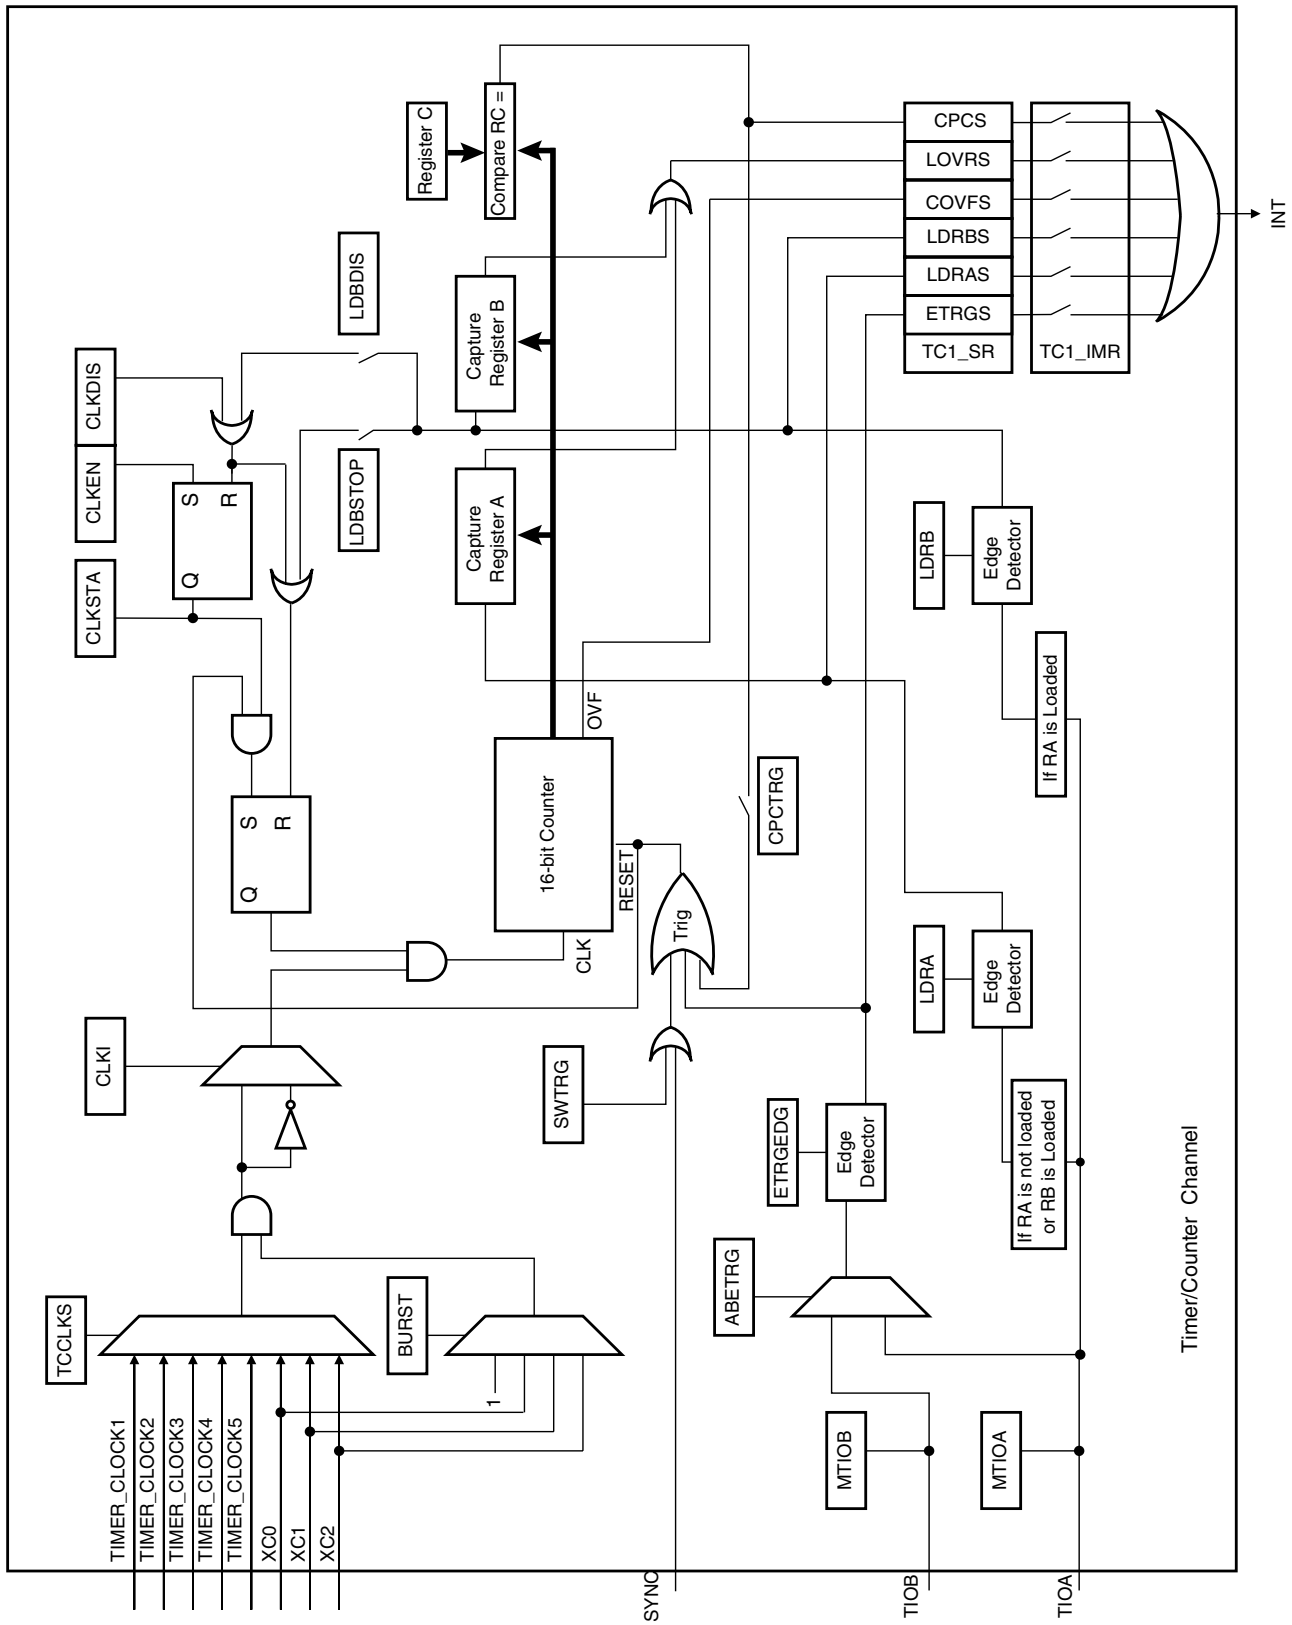 TCCLKS
TIMER_CLOCK1
TIMER_CLOCK2
TIMER_CLOCK3
TIMER_CLOCK4
TIMER_CLOCK5
XC0
XC1
XC2
CLKI
CLKSTA
CLKEN
CLKDIS
Q
S
R
Q
S
R
BURST
1
LDBSTOP
LDBDIS
Register C
Compare RC =
Capture
Register A
Capture
Register B
16-bit Counter
CLK
OVF
RESET
SWTRG
SYNC
Trig
CPCTRG
ABETRG
ETRGEDG
Edge
Detector
MTIOB
TIOB
MTIOA
TIOA
LDRA
Edge
Detector
If RA is not loaded
or RB is Loaded
LDRB
Edge
Detector
If RA is Loaded
CPCS
LOVRS
COVFS
LDRBS
LDRAS
ETRGS
TC1_SR
TC1_IMR
INT
Timer/Counter Channel